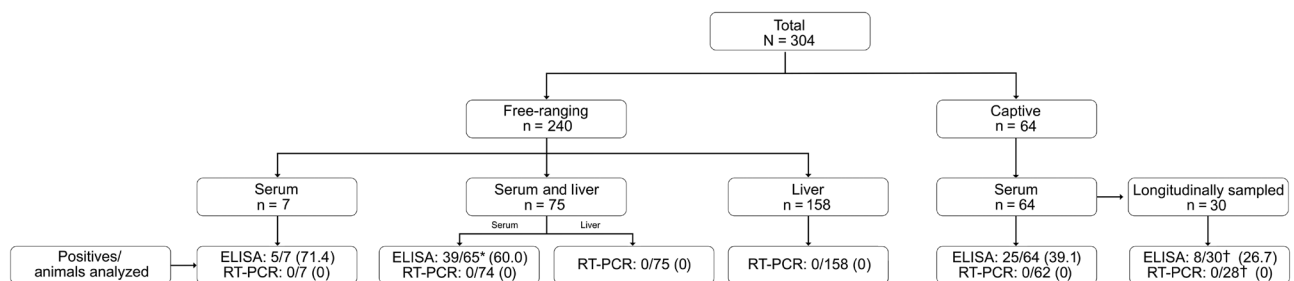 Total
N = 304
Free-ranging
n = 240
Captive
n = 64
Serum
n = 7
Serum and liver
n = 75
Liver
n = 158
Serum
n = 64
Longitudinally sampled
n = 30
Serum
Liver
Positives/
animals analyzed
ELISA: 5/7 (71.4)
RT-PCR: 0/7 (0)
ELISA: 39/65* (60.0)
RT-PCR: 0/74 (0)
RT-PCR: 0/75 (0)
RT-PCR: 0/158 (0)
ELISA: 25/64 (39.1)
RT-PCR: 0/62 (0)
ELISA: 8/30† (26.7)
RT-PCR: 0/28† (0)